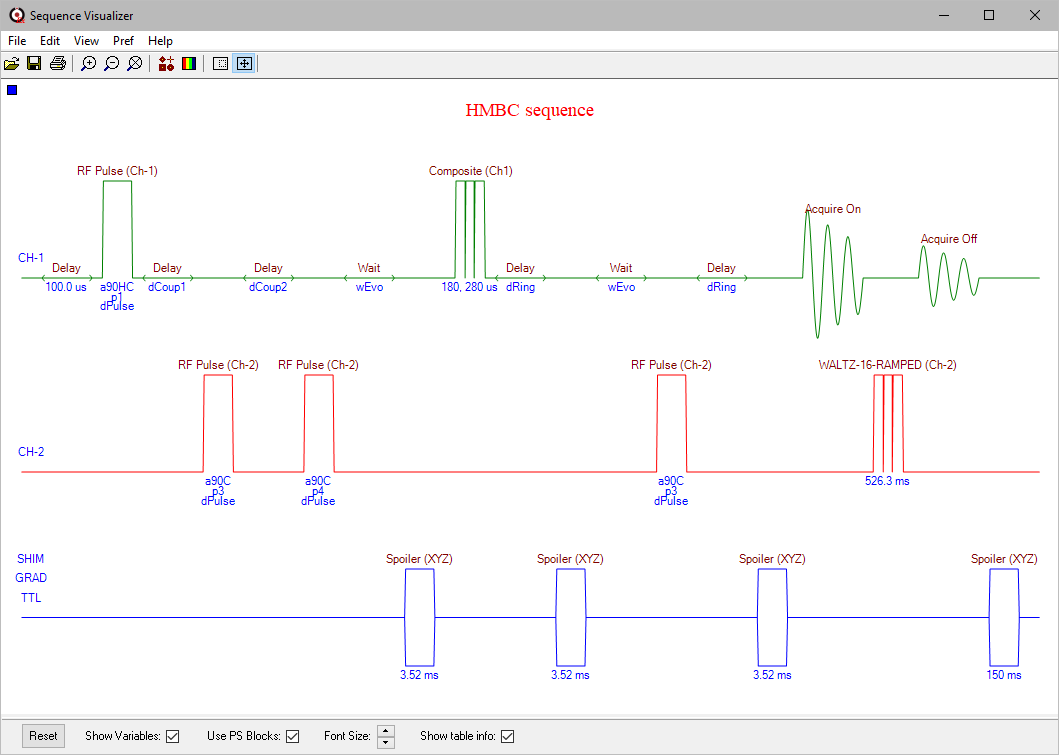 Sequence Visualizer
File Edit View Pref Help
HMBC sequence
RF Pulse (Ch-1) Composite (Ch1)
Acquire On
Acquire Off
CH-1
Delay Delay Delay Wait Delay Wait Delay
100.0 us a90HC dCoup1 dCoup2 wEvo 180, 280 us dRing wEvo dRing
p1
dPulse
RF Pulse (Ch-2) RF Pulse (Ch-2) RF Pulse (Ch-2) WALTZ-16-RAMPED (Ch-2)
CH-2
a90C a90C a90C 526.3 ms
p3 p4 p3
dPulse dPulse dPulse
SHIM Spoiler (XYZ) Spoiler (XYZ) Spoiler (XYZ) Spoiler (XYZ)
GRAD
TTL
3.52 ms 3.52 ms 3.52 ms 150 ms
Reset Show Variables: Use PS Blocks: Font Size: Show table info: